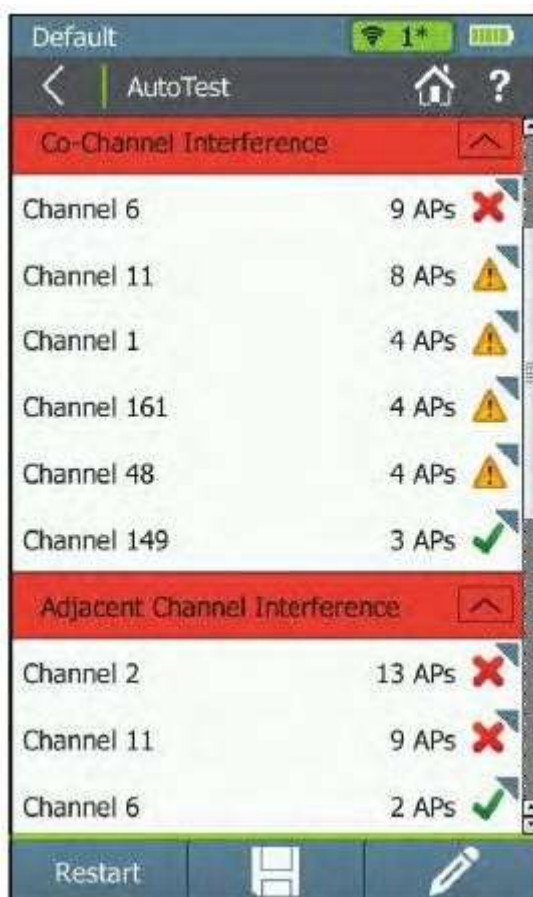 Default 1*
AutoTest ?
Co-Channel Interference
Channel 6 9 APs
Channel 11 8 APs
Channel 1 4 APs
Channel 161 4 APs
Channel 48 4 APs
Channel 149 3 APs
Adjacent Channel Interference
Channel 2 13 APs
Channel 11 9 APs
Channel 6 2 APs
Restart